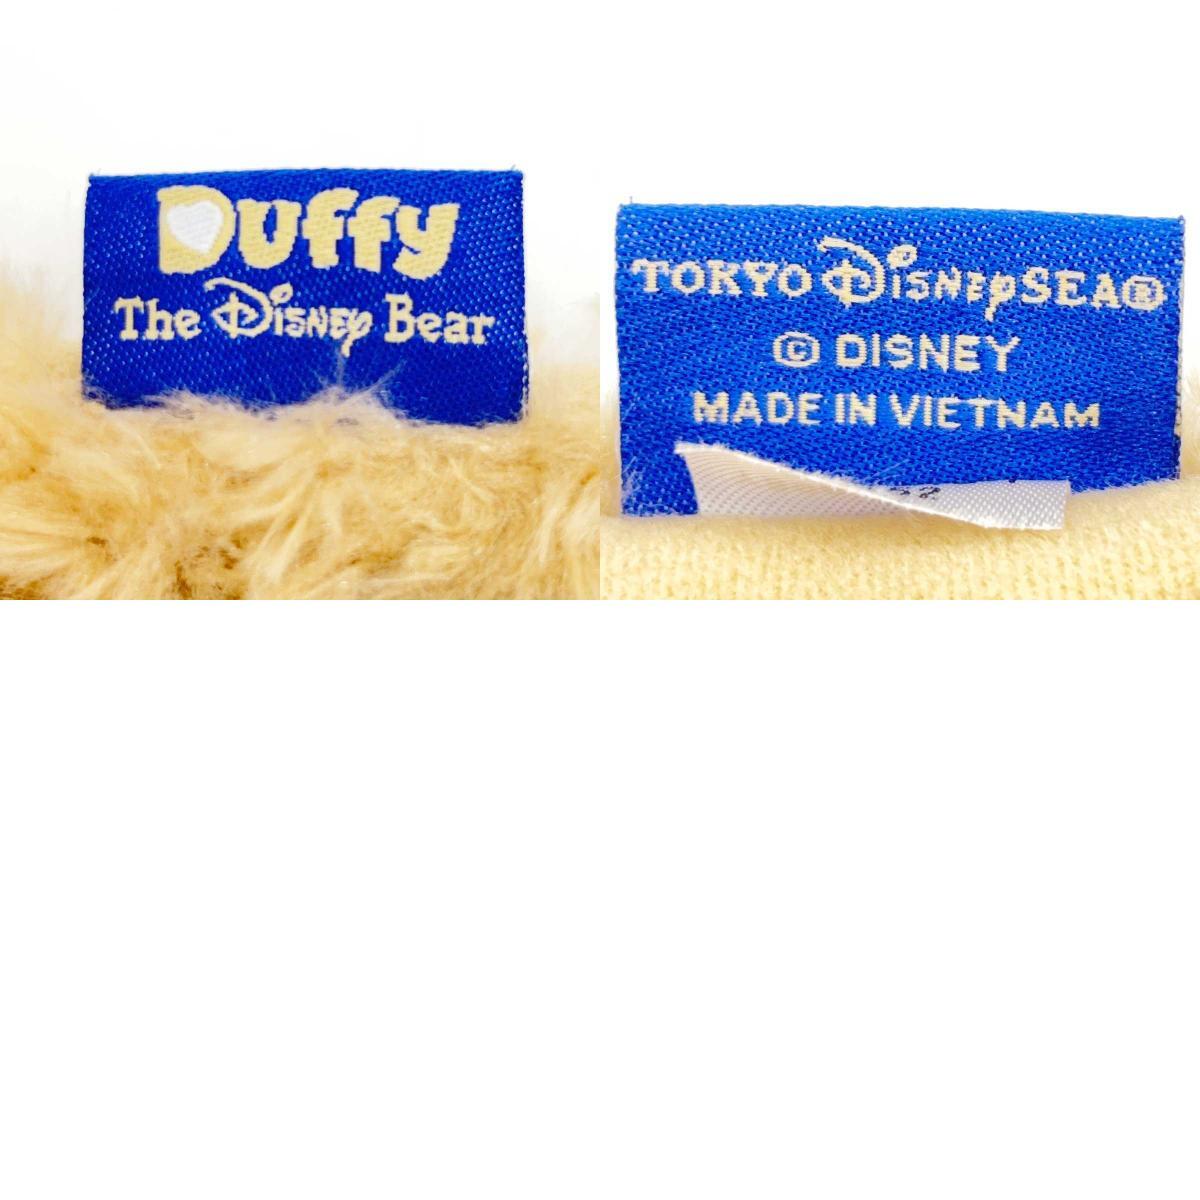 Duffy
The Disney Bear
TOKYO DisneySEA®
© DISNEY
MADE IN VIETNAM